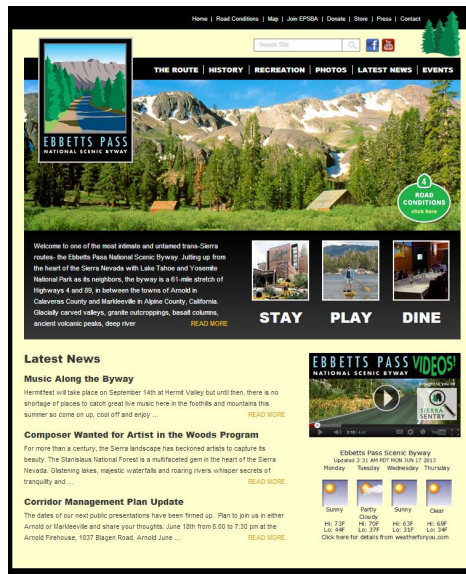 Home | Road Conditions | Map | Join EPSBA | Donate | Store | Press | Contact
Search Site
You
Tube
THE ROUTE | HISTORY | RECREATION | PHOTOS | LATEST NEWS | EVENTS
EBBETTS PASS
NATIONAL SCENIC BYWAY
4
ROAD
CONDITIONS
click here
Welcome to one of the most intimate and untamed trans-Sierra
routes- the Ebbetts Pass National Scenic Byway. Jutting up from
the heart of the Sierra Nevada with Lake Tahoe and Yosemite
National Park as its neighbors, the byway is a 61-mile stretch of
Highways 4 and 89, in between the towns of Arnold in
Calaveras County and Markleeville in Alpine County, California.
Glacially carved valleys, granite outcroppings, basalt columns,
ancient volcanic peaks, deep river READ MORE
STAY PLAY DINE
Latest News
Music Along the Byway
Hermitfest will take place on September 14th at Hermit Valley but until then, there is no
shortage of places to catch great live music here in the foothills and mountains this
summer so come on up, cool off and enjoy ... READ MORE
Composer Wanted for Artist in the Woods Program
For more than a century, the Sierra landscape has beckoned artists to capture its
beauty. The Stanislaus National Forest is a multifaceted gem in the heart of the Sierra
Nevada. Glistening lakes, majestic waterfalls and roaring rivers whisper secrets of
tranquility and ... READ MORE
Corridor Management Plan Update
The dates of our next public presentations have been firmed up. Plan to join us in either
Arnold or Markleeville and share your thoughts: June 18th from 6:00 to 7:30 pm at the
Arnold Firehouse, 1037 Blagen Road, Arnold June ... READ MORE
EBBETTS PASS VIDEOS!
NATIONAL SCENIC BYWAY
Brought to you by
SIERRA
SENTRY
Ebbetts Pass Scenic Byway
Updated 3:31 AM PDT MON JUN 17 2013
Monday Tuesday Wednesday Thursday
Sunny Partly Cloudy Sunny Clear
Hi: 73F Hi: 70F Hi: 63F Hi: 69F
Lo: 44F Lo: 37F Lo: 31F Lo: 34F
Click here for details from weatherforyou.com